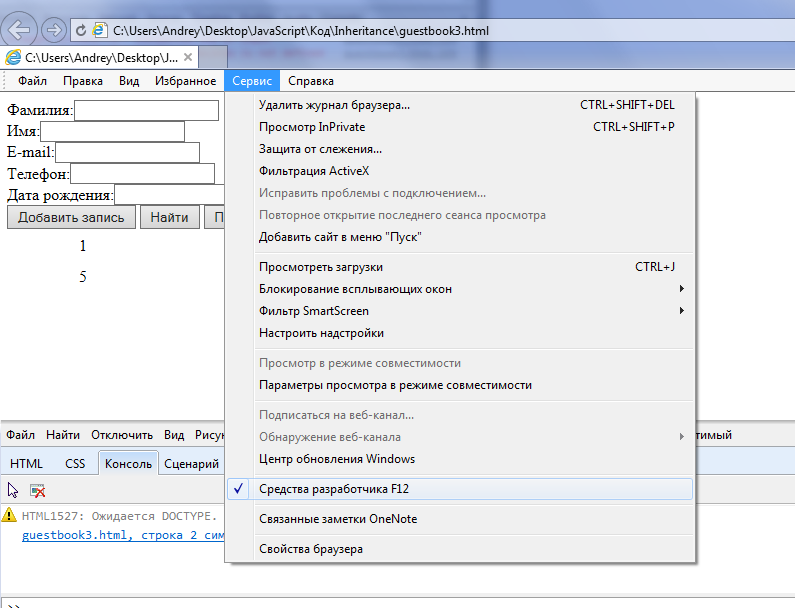 C:\Users\Andrey\Desktop\JavaScript\Код\Inheritance\guestbook3.html
C:\Users\Andrey\Desktop\J...
Файл Правка Вид Избранное Сервис Справка
Фамилия:
Имя:
E-mail:
Телефон:
Дата рождения:
Добавить запись Найти П
1
5
Удалить журнал браузера... CTRL+SHIFT+DEL
Просмотр InPrivate CTRL+SHIFT+P
Защита от слежения...
Фильтрация ActiveX
Исправить проблемы с подключением...
Повторное открытие последнего сеанса просмотра
Добавить сайт в меню "Пуск"
Просмотреть загрузки CTRL+J
Блокирование всплывающих окон
Фильтр SmartScreen
Настроить надстройки
Просмотр в режиме совместимости
Параметры просмотра в режиме совместимости
Подписаться на веб-канал...
Обнаружение веб-канала
Центр обновления Windows
Средства разработчика F12
Связанные заметки OneNote
Свойства браузера
Файл Найти Отключить Вид Рисун тимый
HTML CSS Консоль Сценарий
HTML1527: Ожидается DOCTYPE.
guestbook3.html, строка 2 сим
>>